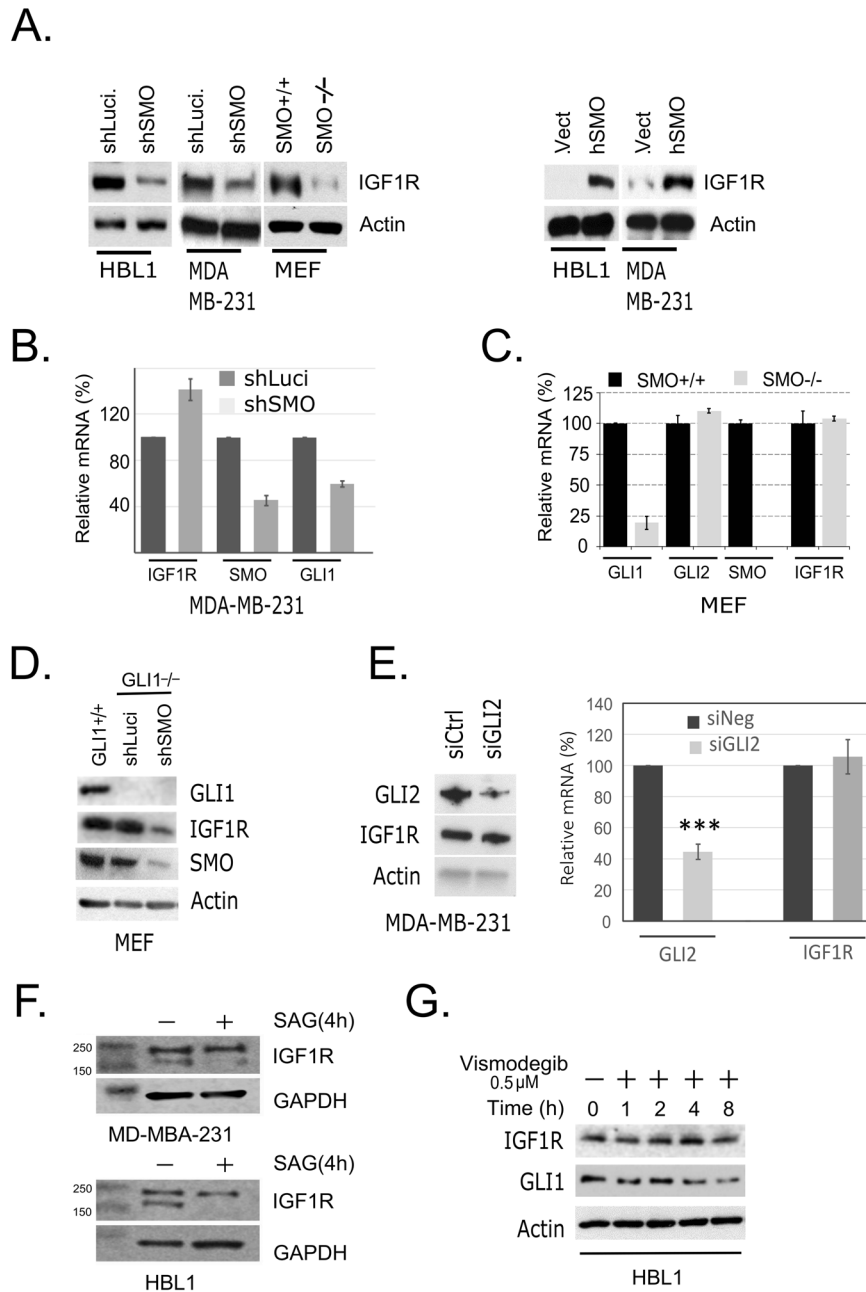 A.
shLuci. shSMO shLuci. shSMO SMO+/+ SMO-/- .Vect hSMO .Vect hSMO
IGF1R IGF1R
Actin Actin
HBL1 MDA MB-231 MEF HBL1 MDA MB-231
B.
Relative mRNA (%)
120
80
40
shLuci
shSMO
IGF1R SMO GLI1
MDA-MB-231
C.
SMO+/+ SMO-/-
Relative mRNA (%)
125
100
75
50
25
0
GLI1 GLI2 SMO IGF1R
MEF
D.
GLI1-/-
GLI1+/+ shLuci shSMO
GLI1
IGF1R
SMO
Actin
MEF
E.
siCtrl siGLI2
GLI2
IGF1R
Actin
MDA-MB-231
Relative mRNA (%)
140
120
100
80
60
40
20
0
siNeg
siGLI2
***
GLI2 IGF1R
F.
− + SAG(4h)
250
150
IGF1R
GAPDH
MD-MBA-231
− + SAG(4h)
250
150
IGF1R
GAPDH
HBL1
G.
Vismodegib − + + + +
0.5 µM
Time (h) 0 1 2 4 8
IGF1R
GLI1
Actin
HBL1